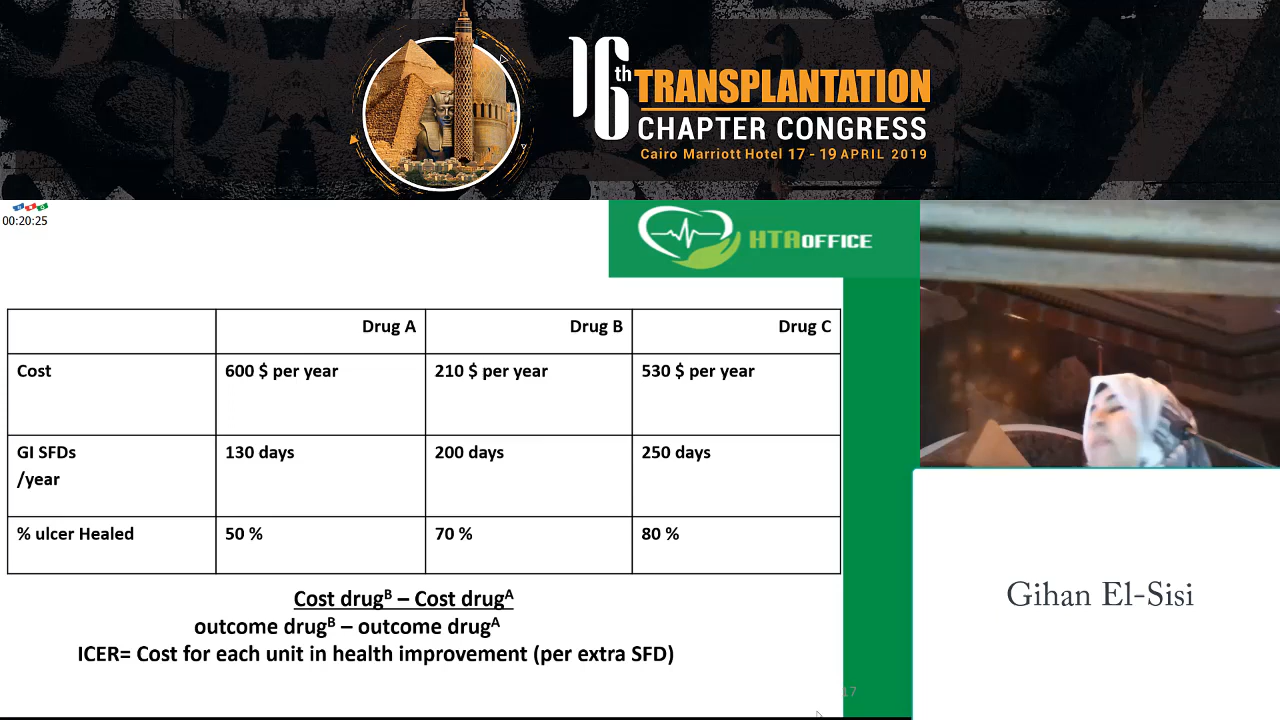 16th TRANSPLANTATION
CHAPTER CONGRESS
Cairo Marriott Hotel 17 - 19 APRIL 2019
00:20:25
HTAOFFICE
Drug A Drug B Drug C
Cost 600 $ per year 210 $ per year 530 $ per year
GI SFDs 130 days 200 days 250 days
/year
% ulcer Healed 50 % 70 % 80 %
Cost drugB – Cost drugA
outcome drugB – outcome drugA
ICER= Cost for each unit in health improvement (per extra SFD)
17
Gihan El-Sisi